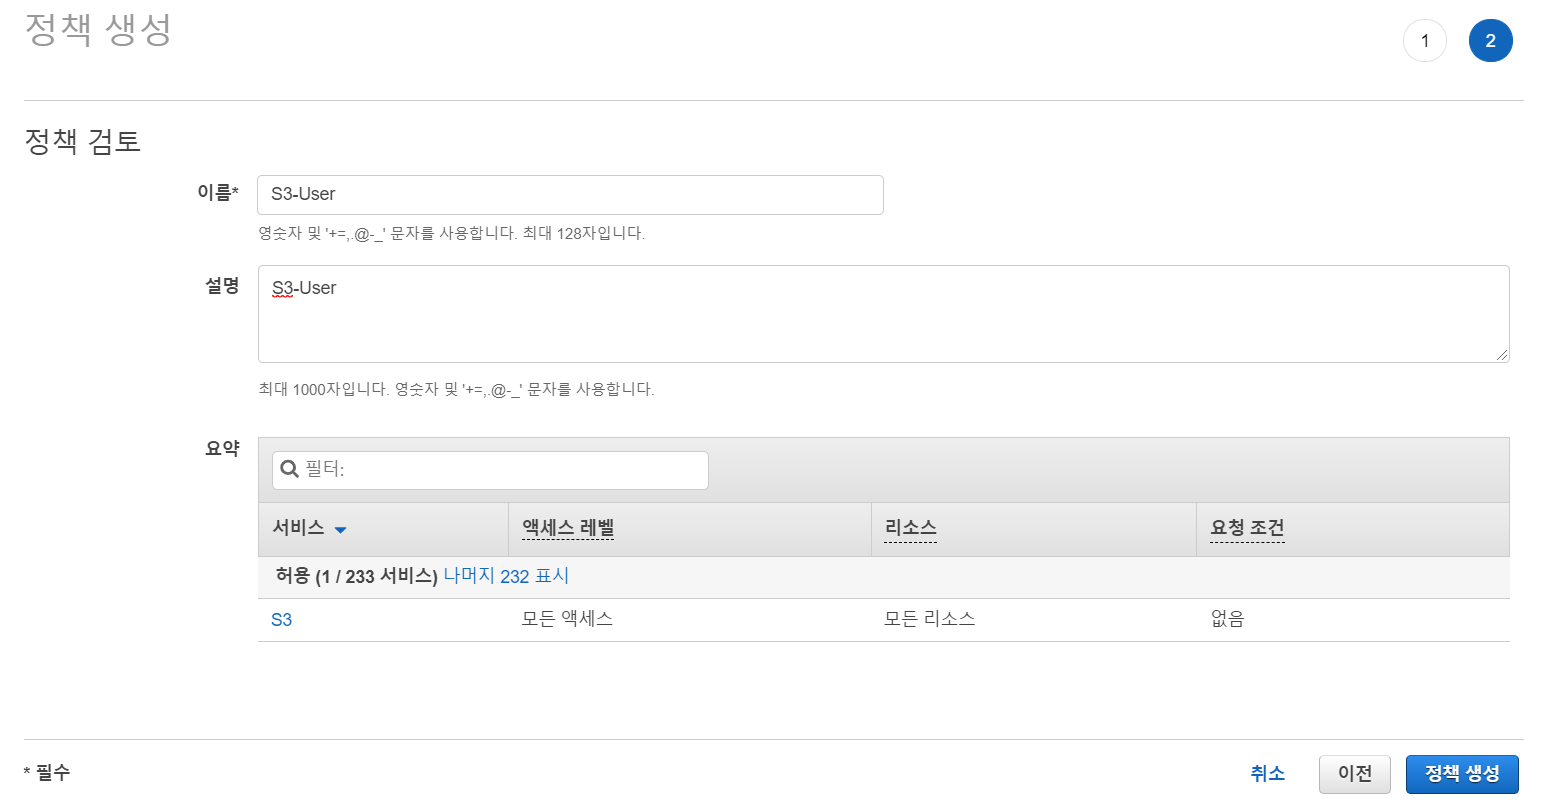 정책 생성
1
2
정책 검토
이름*
S3-User
영숫자 및 '+=,.@-_' 문자를 사용합니다. 최대 128자입니다.
설명
S3-User
최대 1000자입니다. 영숫자 및 '+=,.@-_' 문자를 사용합니다.
요약
필터:
서비스 액세스 레벨 리소스 요청 조건
허용 (1 / 233 서비스) 나머지 232 표시
S3 모든 액세스 모든 리소스 없음
* 필수
취소
이전
정책 생성